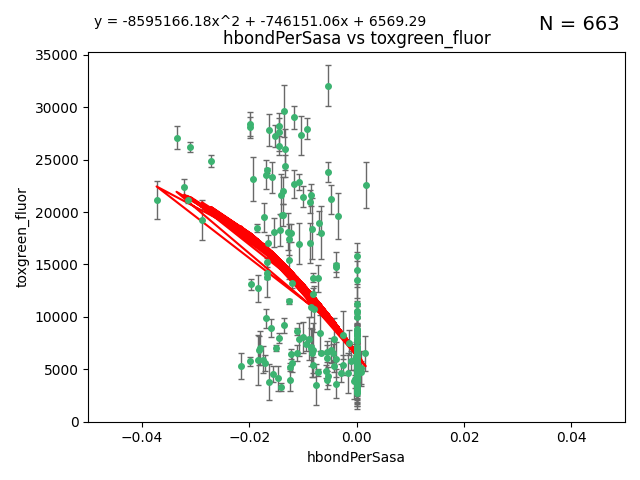 y = -8595166.18x^2 + -746151.06x + 6569.29
N = 663
hbondPerSasa vs toxgreen_fluor
35000
30000
25000
20000
15000
10000
5000
0
toxgreen_fluor
−0.04
−0.02
0.00
0.02
0.04
hbondPerSasa